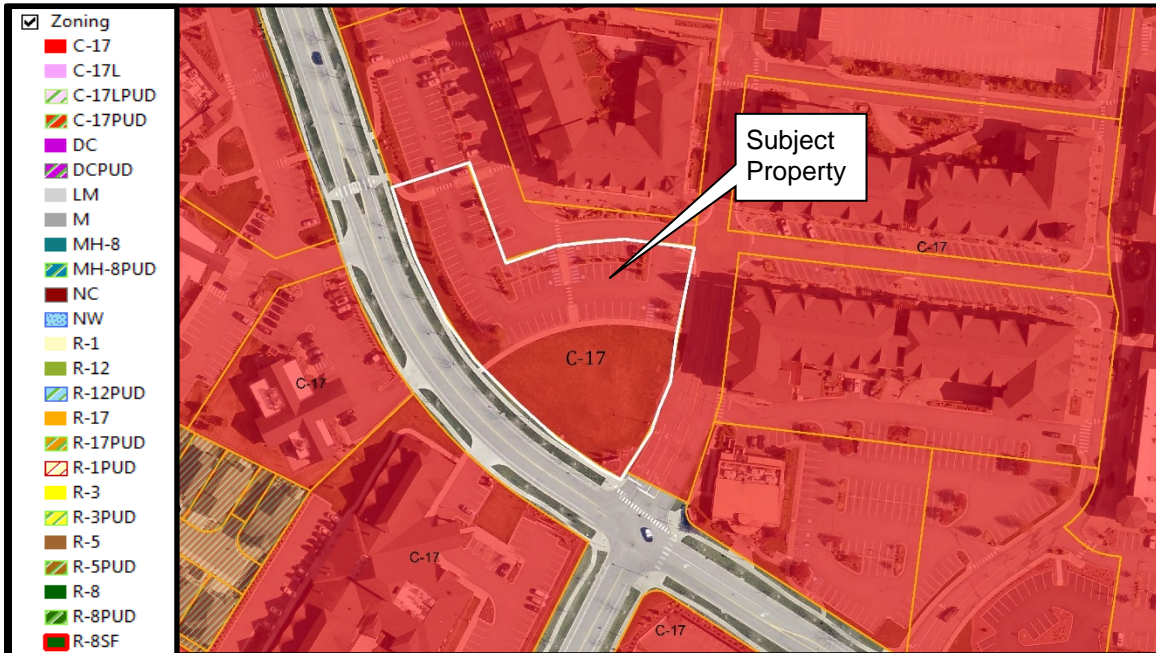 Zoning
C-17
C-17L
C-17LPUD
C-17PUD
DC
DCPUD
LM
M
MH-8
MH-8PUD
NC
NW
R-1
R-12
R-12PUD
R-17
R-17PUD
R-1PUD
R-3
R-3PUD
R-5
R-5PUD
R-8
R-8PUD
R-8SF
Subject
Property
C-17
C-17
C-17
C-17
C-17